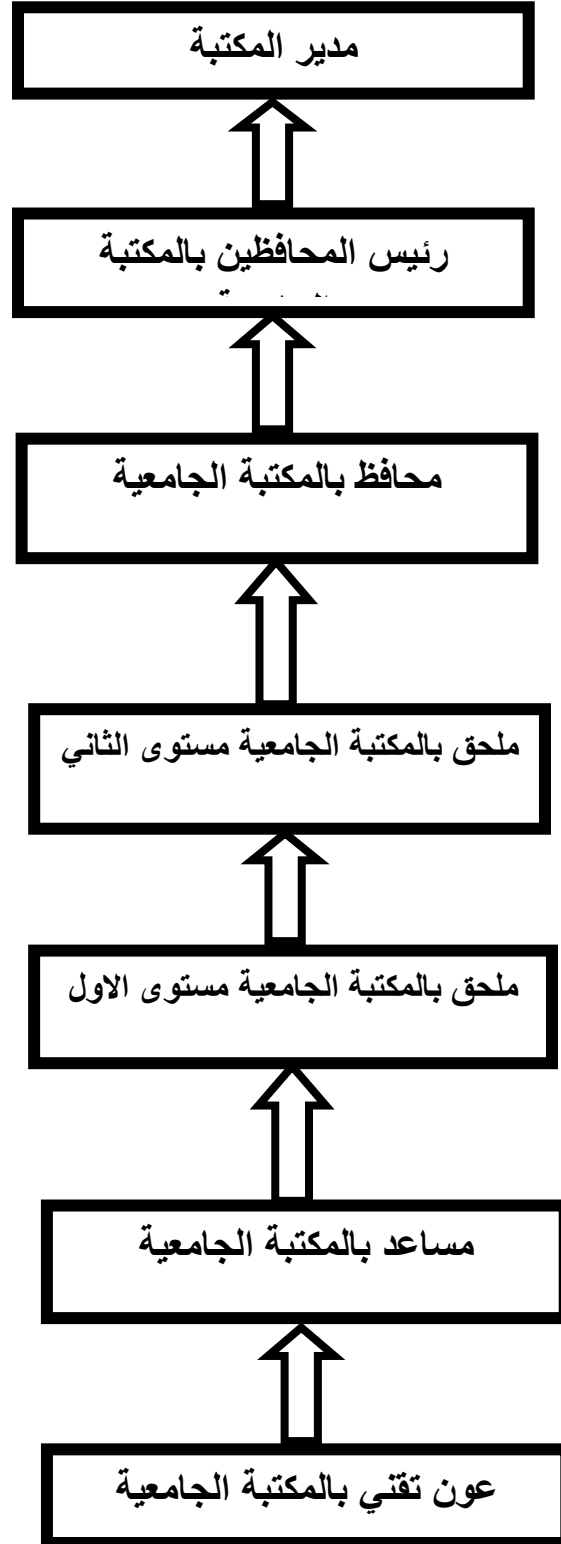 مدير المكتبة
رئيس المحافظين بالمكتبة
محافظ بالمكتبة الجامعية
ملحق بالمكتبة الجامعية مستوى الثاني
ملحق بالمكتبة الجامعية مستوى الاول
مساعد بالمكتبة الجامعية
عون تقني بالمكتبة الجامعية